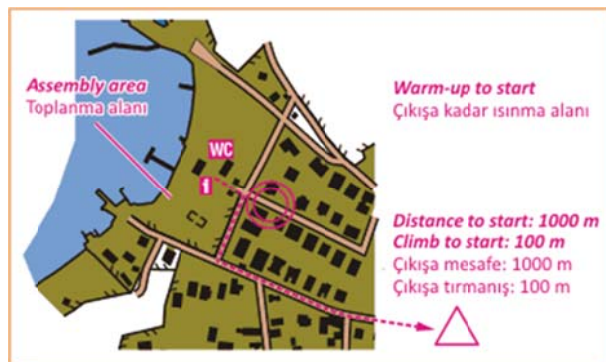 Assembly area
Toplanma alanı
WC
i
Warm-up to start
Çıkışa kadar ısınma alanı
Distance to start: 1000 m
Climb to start: 100 m
Çıkışa mesafe: 1000 m
Çıkışa tırmanış: 100 m